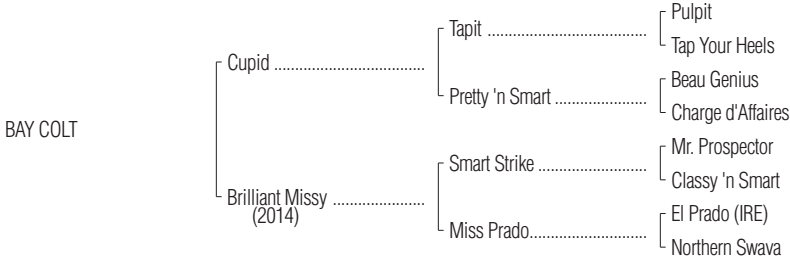 Pulpit
Tapit ......................................
Tap Your Heels
Cupid ....................................
Beau Genius
Pretty 'n Smart ......................
Charge d'Affaires
BAY COLT
Mr. Prospector
Smart Strike ..........................
Classy 'n Smart
Brilliant Missy ......................
(2014)
El Prado (IRE)
Miss Prado............................
Northern Swava